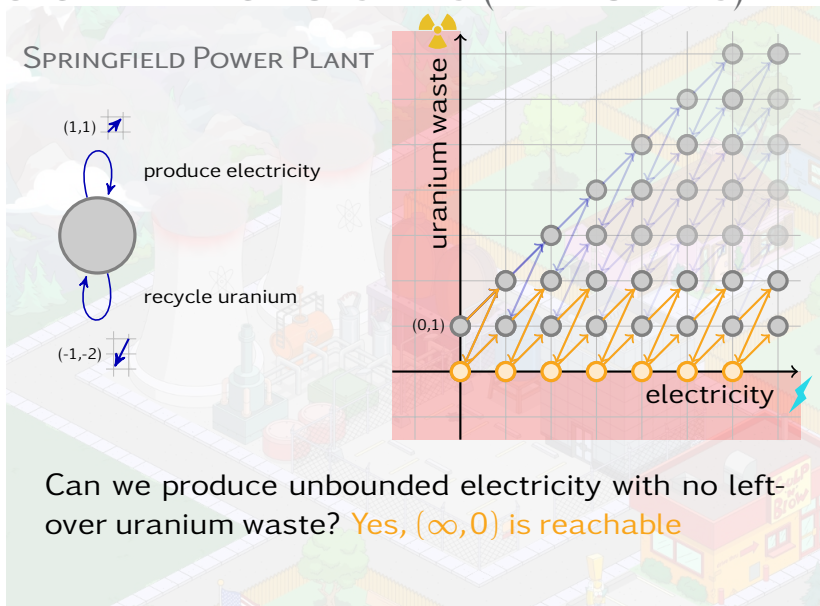 SPRINGFIELD POWER PLANT
uranium waste
(1,1)
produce electricity
recycle uranium
(-1,-2)
(0,1)
electricity
Can we produce unbounded electricity with no left-
over uranium waste? Yes, (∞,0) is reachable